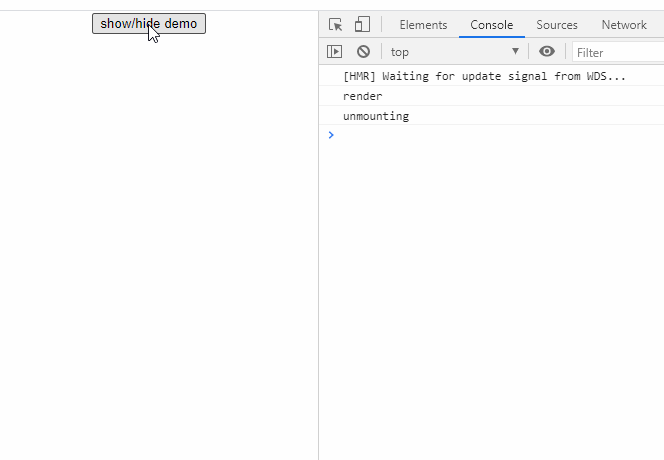 show/hide demo
Elements Console Sources Network
top Filter
[HMR] Waiting for update signal from WDS...
render
unmounting